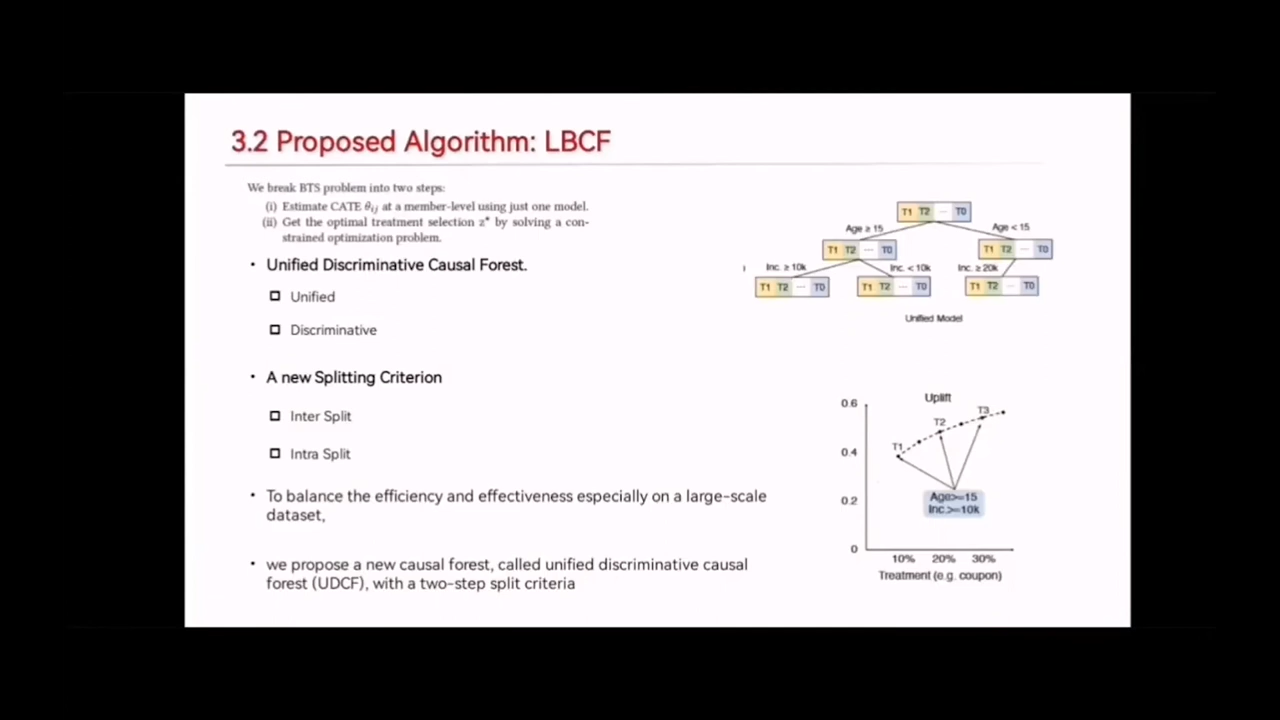 3.2 Proposed Algorithm: LBCF
We break BTS problem into two steps:
(i) Estimate CATE θij at a member-level using just one model.
(ii) Get the optimal treatment selection z* by solving a con-
strained optimization problem.
• Unified Discriminative Causal Forest.
Unified
Discriminative
• A new Splitting Criterion
Inter Split
Intra Split
• To balance the efficiency and effectiveness especially on a large-scale
dataset,
• we propose a new causal forest, called unified discriminative causal
forest (UDCF), with a two-step split criteria
T1 T2 ... T0
Age ≥ 15 Age < 15
T1 T2 ... T0 T1 T2 ... T0
Inc. ≥ 10k Inc. < 10k Inc. ≥ 20k
T1 T2 ... T0 T1 T2 ... T0 T1 T2 ... T0
Unified Model
Uplift
0.6
T3
T2
T1
0.4
0.2
Age>=15
Inc.>=10k
0
10% 20% 30%
Treatment (e.g. coupon)